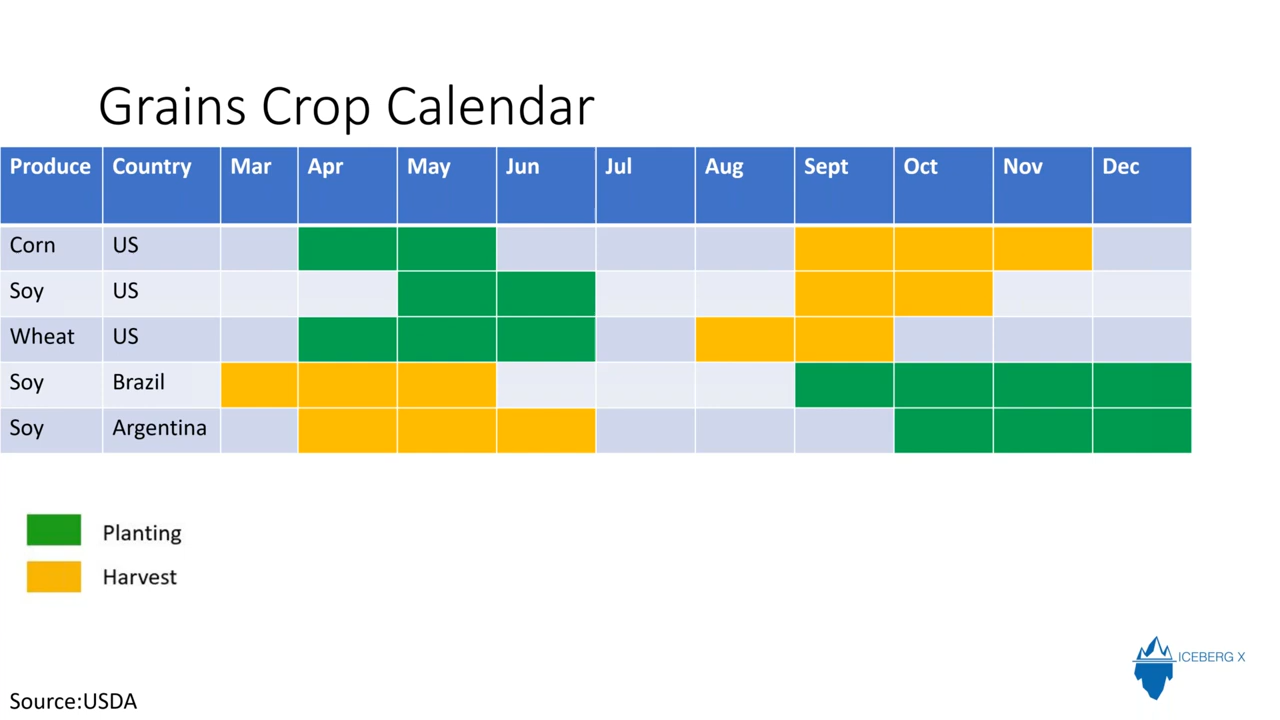 Grains Crop Calendar
Produce Country Mar Apr May Jun Jul Aug Sept Oct Nov Dec
Corn US
Soy US
Wheat US
Soy Brazil
Soy Argentina
Planting
Harvest
ICEBERG X
Source:USDA